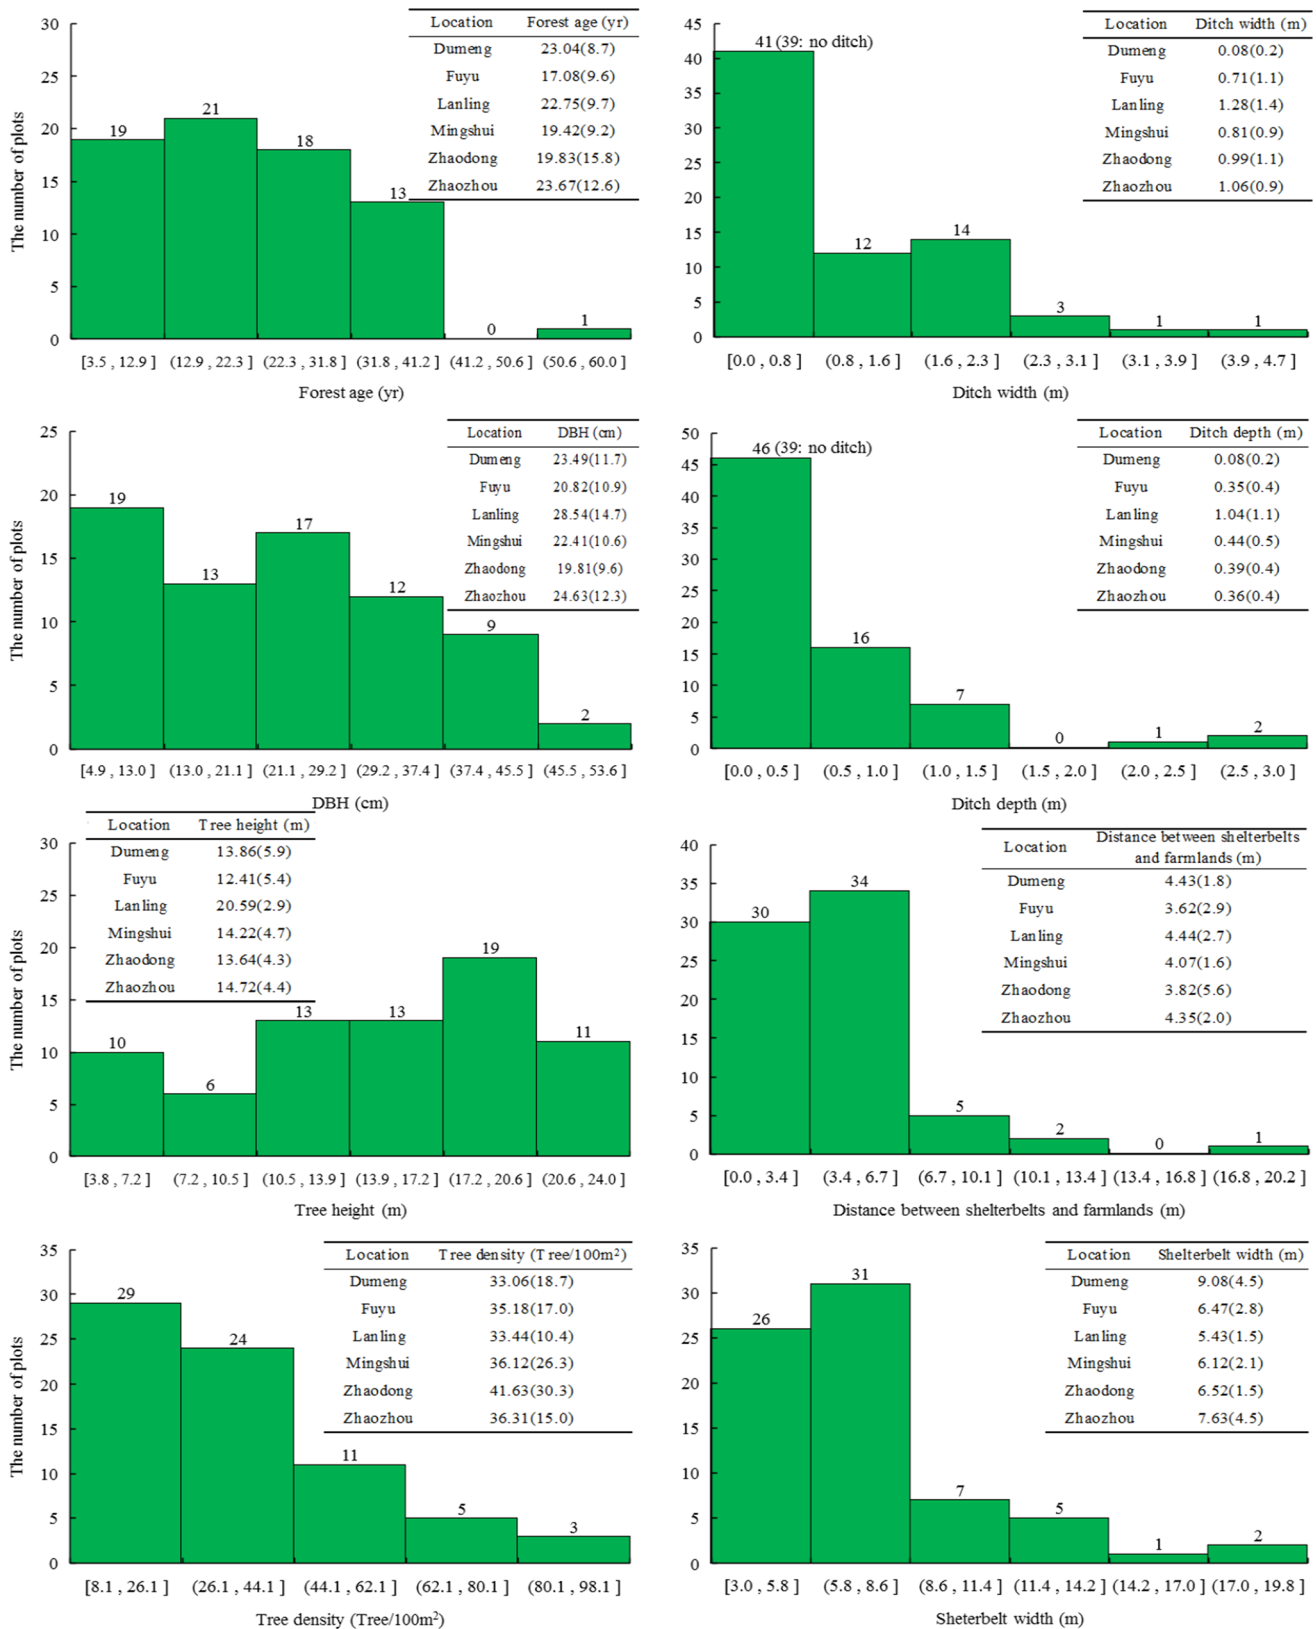 Location Forest age (yr)
Dumeng 23.04(8.7)
Fuyu 17.08(9.6)
Lanling 22.75(9.7)
Mingshui 19.42(9.2)
Zhaodong 19.83(15.8)
Zhaozhou 23.67(12.6)
The number of plots
30
25
20
15
10
5
0
19
21
18
13
0
1
[3.5 , 12.9 ] (12.9 , 22.3 ] (22.3 , 31.8 ] (31.8 , 41.2 ] (41.2 , 50.6 ] (50.6 , 60.0 ]
Forest age (yr)
Location Ditch width (m)
Dumeng 0.08(0.2)
Fuyu 0.71(1.1)
Lanling 1.28(1.4)
Mingshui 0.81(0.9)
Zhaodong 0.99(1.1)
Zhaozhou 1.06(0.9)
45
40
35
30
25
20
15
10
5
0
41 (39: no ditch)
12
14
3
1
1
[0.0 , 0.8 ] (0.8 , 1.6 ] (1.6 , 2.3 ] (2.3 , 3.1 ] (3.1 , 3.9 ] (3.9 , 4.7 ]
Ditch width (m)
Location DBH (cm)
Dumeng 23.49(11.7)
Fuyu 20.82(10.9)
Lanling 28.54(14.7)
Mingshui 22.41(10.6)
Zhaodong 19.81(9.6)
Zhaozhou 24.63(12.3)
The number of plots
25
20
15
10
5
0
19
13
17
12
9
2
[4.9 , 13.0 ] (13.0 , 21.1 ] (21.1 , 29.2 ] (29.2 , 37.4 ] (37.4 , 45.5 ] (45.5 , 53.6 ]
DBH (cm)
Location Ditch depth (m)
Dumeng 0.08(0.2)
Fuyu 0.35(0.4)
Lanling 1.04(1.1)
Mingshui 0.44(0.5)
Zhaodong 0.39(0.4)
Zhaozhou 0.36(0.4)
50
45
40
35
30
25
20
15
10
5
0
46 (39: no ditch)
16
7
0
1
2
[0.0 , 0.5 ] (0.5 , 1.0 ] (1.0 , 1.5 ] (1.5 , 2.0 ] (2.0 , 2.5 ] (2.5 , 3.0 ]
Ditch depth (m)
Location Tree height (m)
Dumeng 13.86(5.9)
Fuyu 12.41(5.4)
Lanling 20.59(2.9)
Mingshui 14.22(4.7)
Zhaodong 13.64(4.3)
Zhaozhou 14.72(4.4)
The number of plots
30
25
20
15
10
5
0
10
6
13
13
19
11
[3.8 , 7.2 ] (7.2 , 10.5 ] (10.5 , 13.9 ] (13.9 , 17.2 ] (17.2 , 20.6 ] (20.6 , 24.0 ]
Tree height (m)
Location Distance between shelterbelts
and farmlands (m)
Dumeng 4.43(1.8)
Fuyu 3.62(2.9)
Lanling 4.44(2.7)
Mingshui 4.07(1.6)
Zhaodong 3.82(5.6)
Zhaozhou 4.35(2.0)
40
35
30
25
20
15
10
5
0
30
34
5
2
0
1
[0.0 , 3.4 ] (3.4 , 6.7 ] (6.7 , 10.1 ] (10.1 , 13.4 ] (13.4 , 16.8 ] (16.8 , 20.2 ]
Distance between shelterbelts and farmlands (m)
Location Tree density (Tree/100m²)
Dumeng 33.06(18.7)
Fuyu 35.18(17.0)
Lanling 33.44(10.4)
Mingshui 36.12(26.3)
Zhaodong 41.63(30.3)
Zhaozhou 36.31(15.0)
The number of plots
35
30
25
20
15
10
5
0
29
24
11
5
3
[8.1 , 26.1 ] (26.1 , 44.1 ] (44.1 , 62.1 ] (62.1 , 80.1 ] (80.1 , 98.1 ]
Tree density (Tree/100m²)
Location Shelterbelt width (m)
Dumeng 9.08(4.5)
Fuyu 6.47(2.8)
Lanling 5.43(1.5)
Mingshui 6.12(2.1)
Zhaodong 6.52(1.5)
Zhaozhou 7.63(4.5)
35
30
25
20
15
10
5
0
26
31
7
5
1
2
[3.0 , 5.8 ] (5.8 , 8.6 ] (8.6 , 11.4 ] (11.4 , 14.2 ] (14.2 , 17.0 ] (17.0 , 19.8 ]
Sheterbelt width (m)